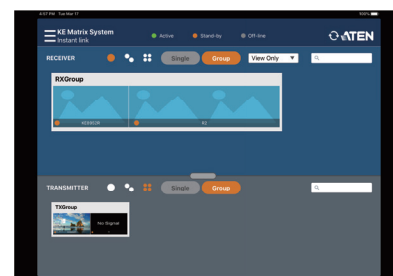 4:07 PM Tue Mar 17
100%
KE Matrix System
Instant link
Active
Stand-by
Off-line
ATEN
RECEIVER
Single
Group
View Only
RXGroup
#2
TRANSMITTER
Single
Group
TXGroup
No Signal